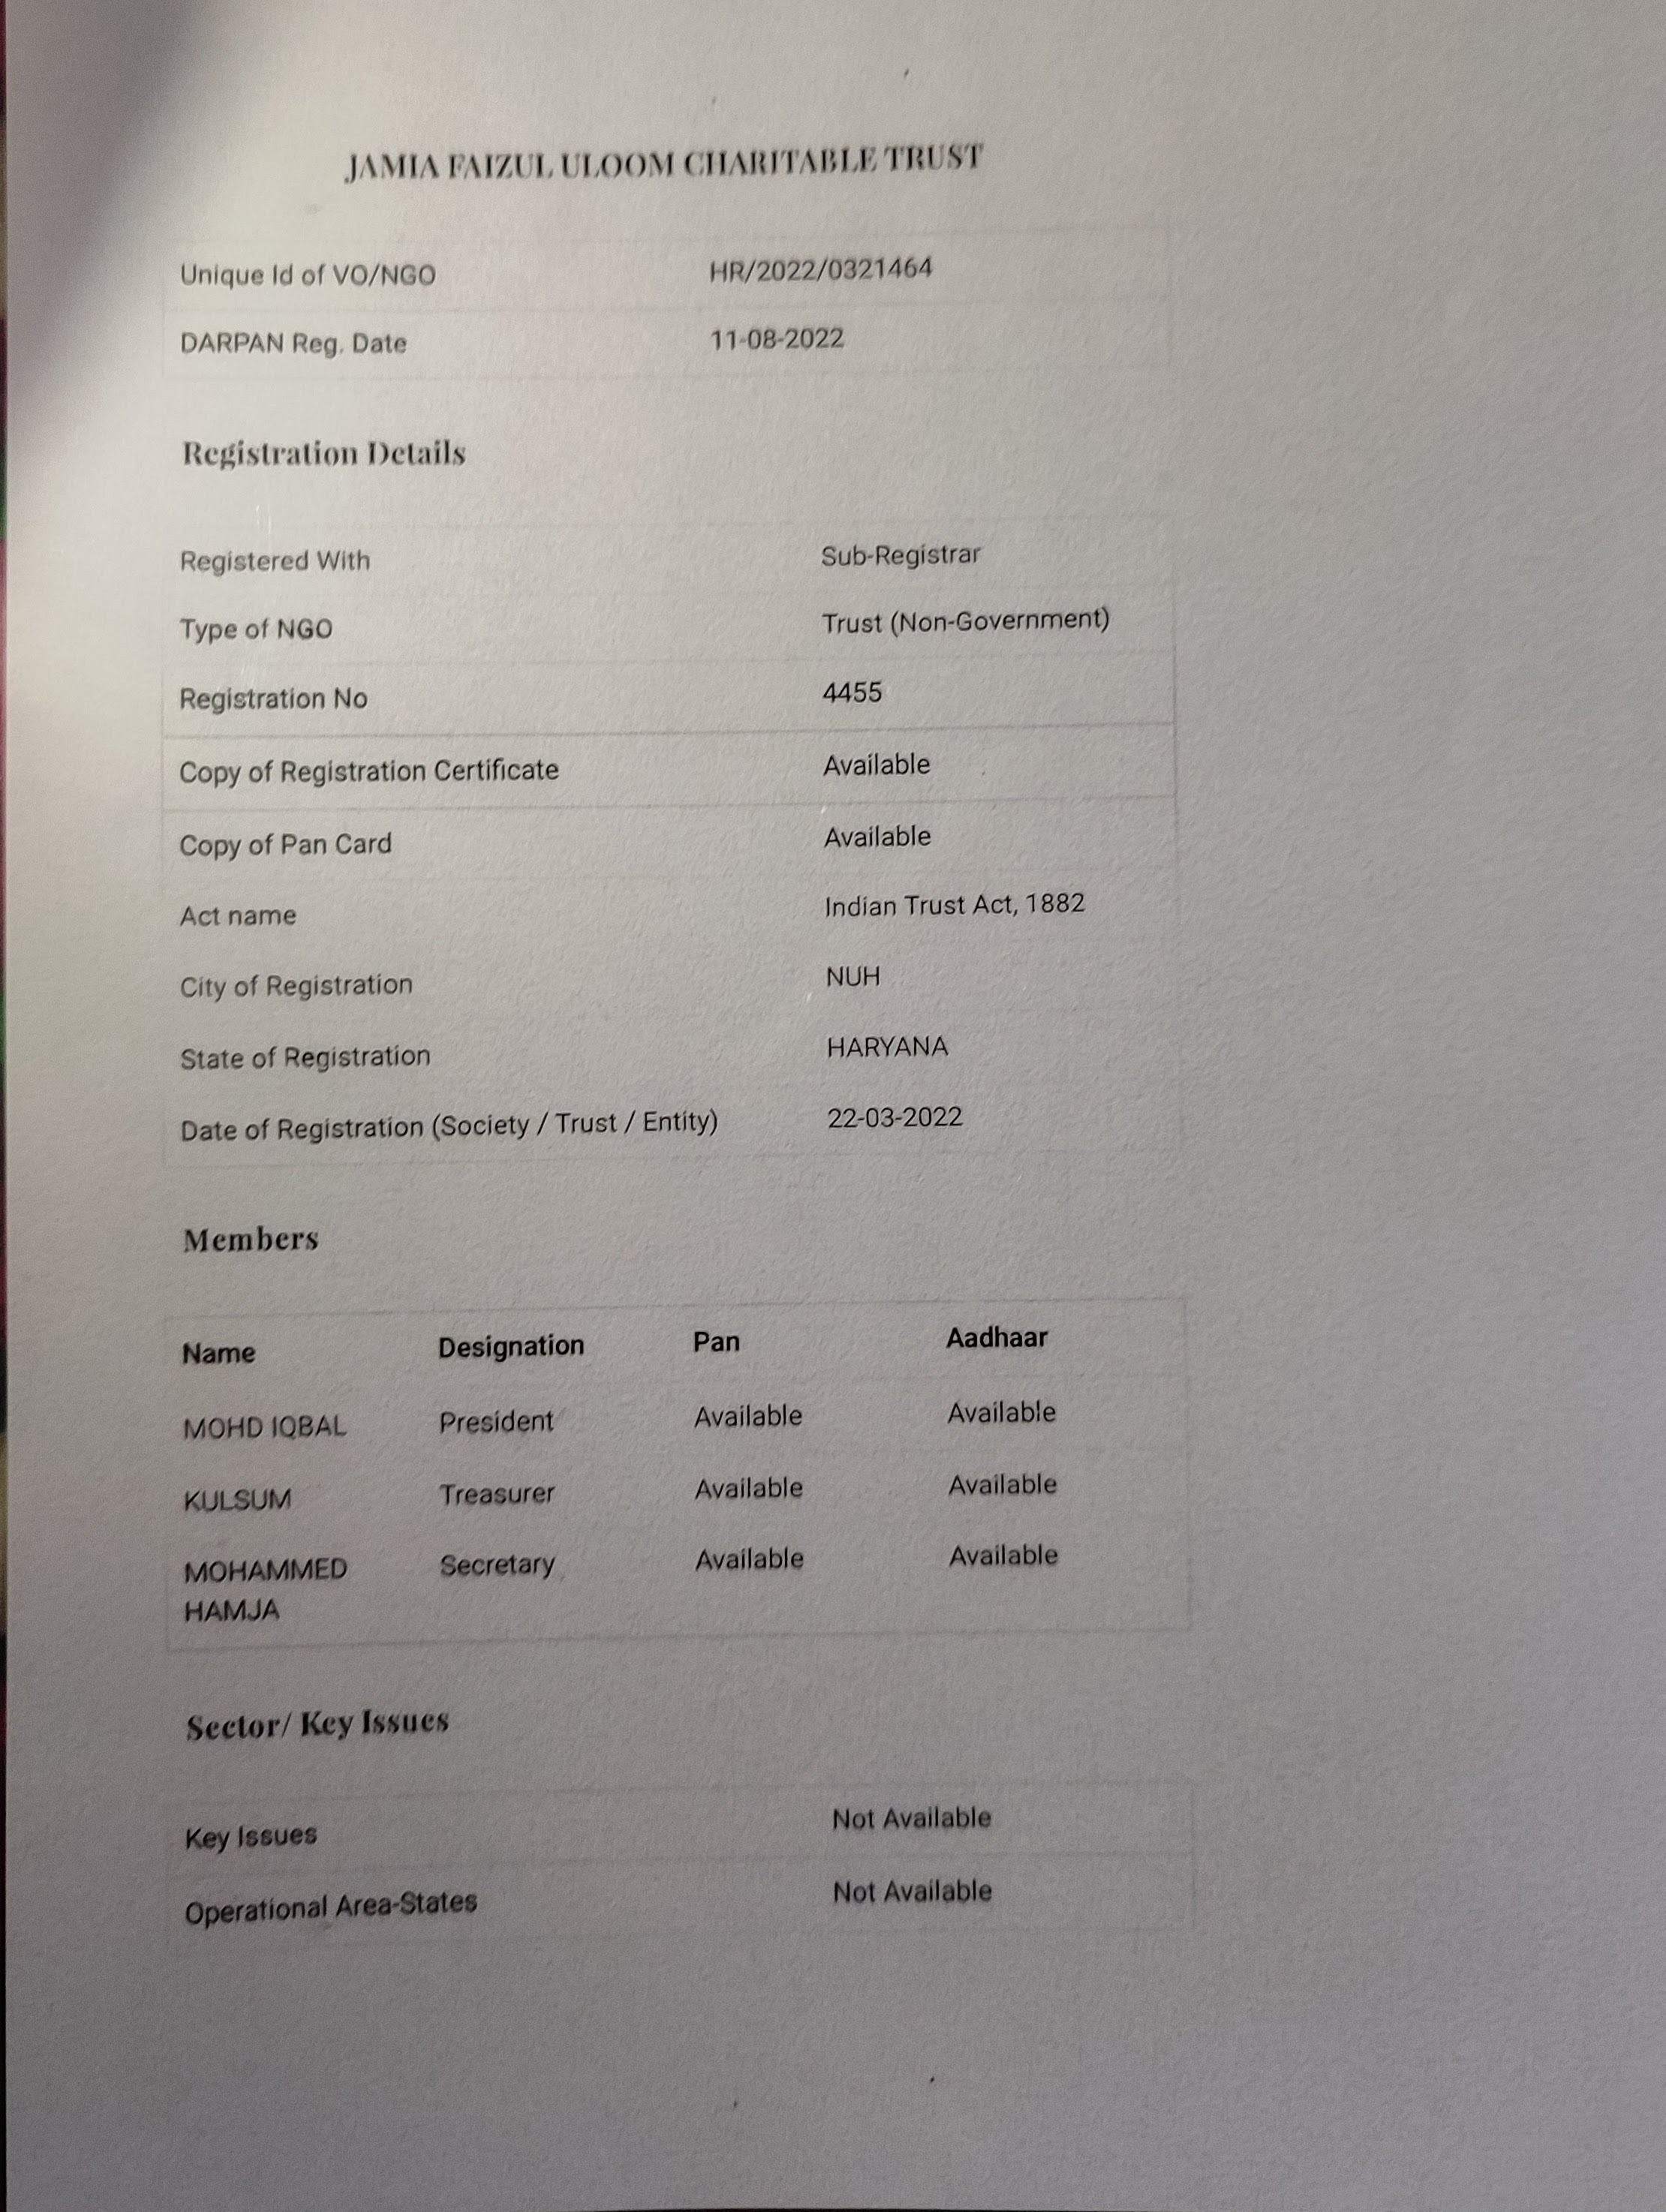 JAMIA FAIZUL ULOOM CHARITABLE TRUST
Unique Id of VO/NGO HR/2022/0321464
DARPAN Reg. Date 11-08-2022
Registration Details
Registered With Sub-Registrar
Type of NGO Trust (Non-Government)
Registration No 4455
Copy of Registration Certificate Available
Copy of Pan Card Available
Act name Indian Trust Act, 1882
City of Registration NUH
State of Registration HARYANA
Date of Registration (Society / Trust / Entity) 22-03-2022
Members
Name Designation Pan Aadhaar
MOHD IQBAL President Available Available
KULSUM Treasurer Available Available
MOHAMMED Secretary Available Available
HAMJA
Sector/ Key Issues
Key Issues Not Available
Operational Area-States Not Available